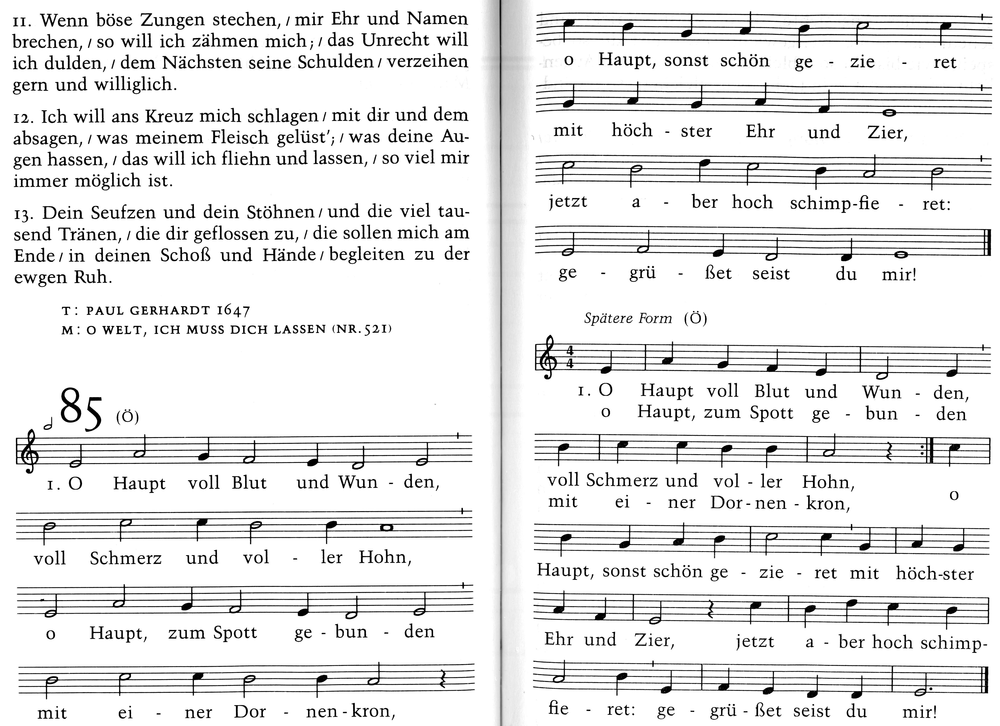 11. Wenn böse Zungen stechen, / mir Ehr und Namen
brechen, / so will ich zähmen mich; / das Unrecht will
ich dulden, / dem Nächsten seine Schulden / verzeihen
gern und williglich.
12. Ich will ans Kreuz mich schlagen / mit dir und dem
absagen, / was meinem Fleisch gelüst’; / was deine Au-
gen hassen, / das will ich fliehn und lassen, / so viel mir
immer möglich ist.
13. Dein Seufzen und dein Stöhnen / und die viel tau-
send Tränen, / die dir geflossen zu, / die sollen mich am
Ende / in deinen Schoß und Hände / begleiten zu der
ewgen Ruh.
T: PAUL GERHARDT 1647
M: O WELT, ICH MUSS DICH LASSEN (NR. 521)
85 (Ö)
1. O Haupt voll Blut und Wun - den,
voll Schmerz und vol - ler Hohn,
o Haupt, zum Spott ge - bun - den
mit ei - ner Dor - nen - kron,
o Haupt, sonst schön ge - zie - ret
mit höch - ster Ehr und Zier,
jetzt a - ber hoch schimp-fie - ret:
ge - grü - ßet seist du mir!
Spätere Form (Ö)
4
4
1. O Haupt voll Blut und Wun - den,
o Haupt, zum Spott ge - bun - den
voll Schmerz und vol - ler Hohn,
mit ei - ner Dor - nen - kron,
o
Haupt, sonst schön ge - zie - ret mit höch-ster
Ehr und Zier, jetzt a - ber hoch schimp-
fie - ret: ge - grü - ßet seist du mir!